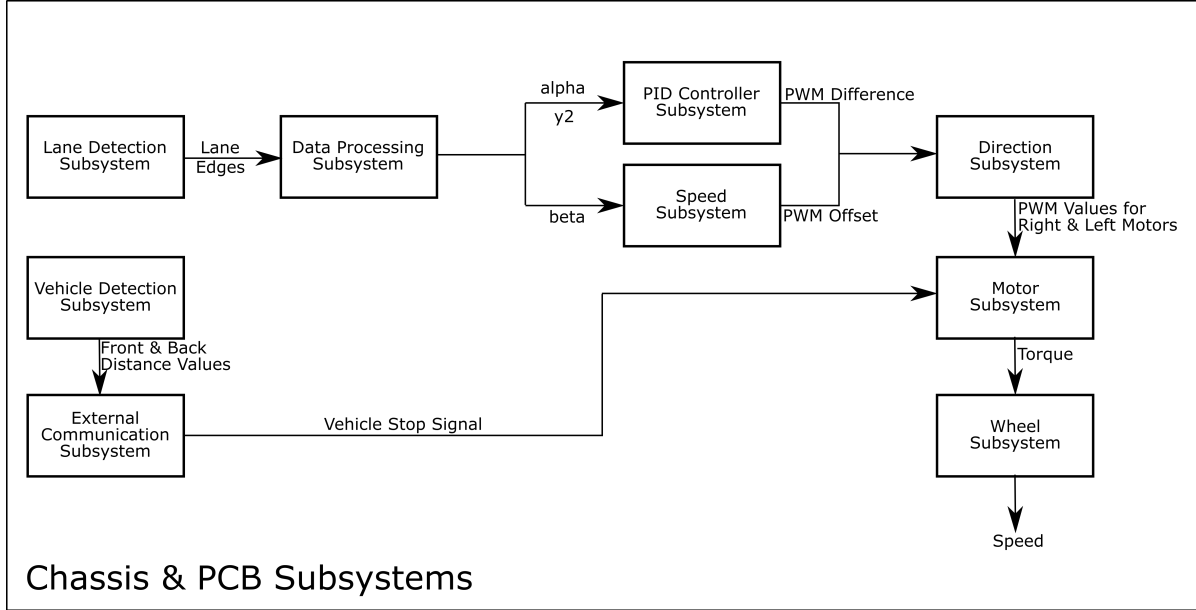 Lane Detection
Subsystem
Lane
Edges
Data Processing
Subsystem
alpha
y2
beta
PID Controller
Subsystem
Speed
Subsystem
PWM Difference
PWM Offset
Direction
Subsystem
PWM Values for
Right & Left Motors
Vehicle Detection
Subsystem
Front & Back
Distance Values
External
Communication
Subsystem
Vehicle Stop Signal
Motor
Subsystem
Torque
Wheel
Subsystem
Speed
Chassis & PCB Subsystems